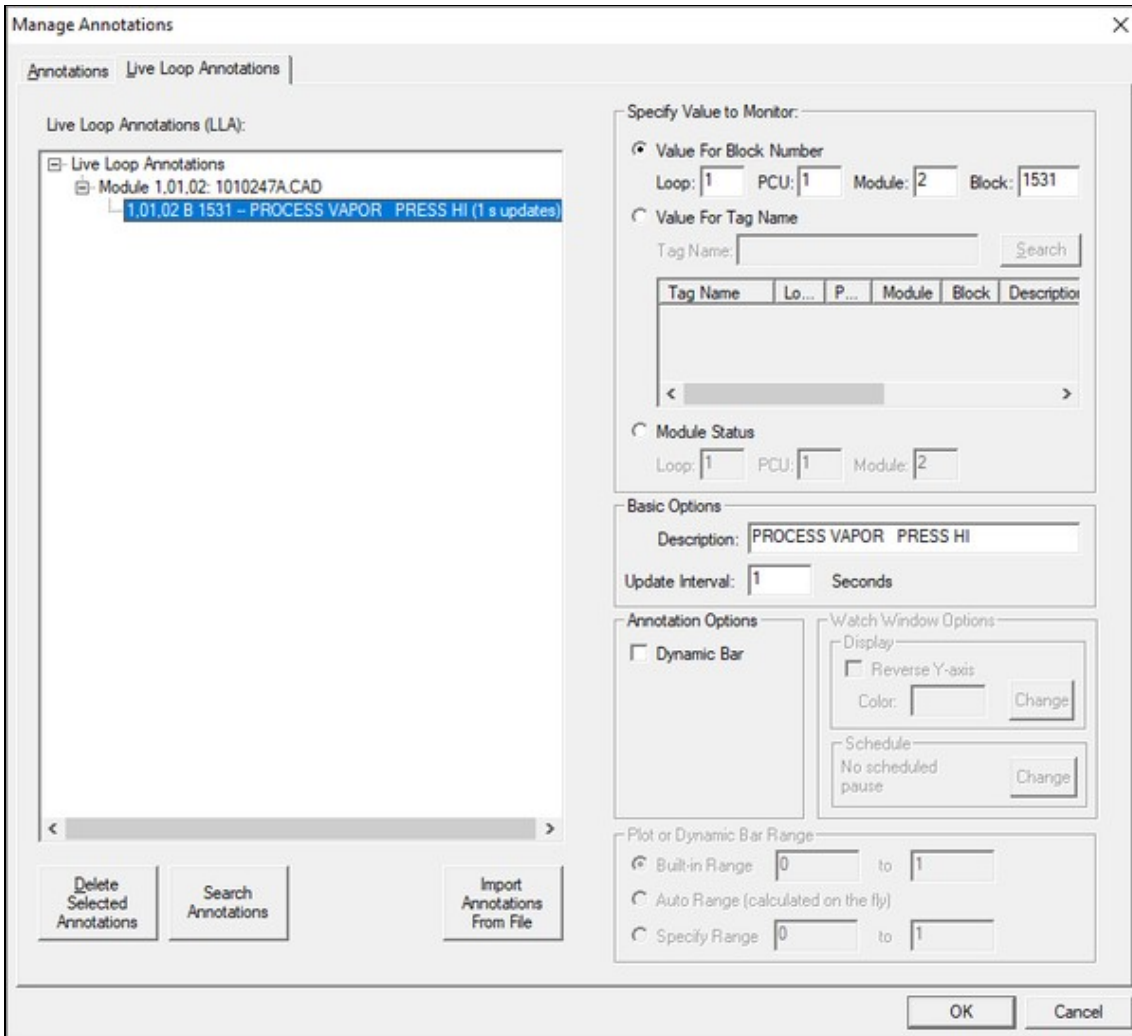 Manage Annotations
Annotations Live Loop Annotations
Live Loop Annotations (LLA):
Live Loop Annotations
Module 1,01,02: 1010247A.CAD
1,01,02 B 1531 -- PROCESS VAPOR   PRESS HI (1 s updates)
Delete Selected Annotations
Search Annotations
Import Annotations From File
Specify Value to Monitor:
Value For Block Number
Loop: 1 PCU: 1 Module: 2 Block: 1531
Value For Tag Name
Tag Name: Search
Tag Name Lo... P... Module Block Description
Module Status
Loop: 1 PCU: 1 Module: 2
Basic Options
Description: PROCESS VAPOR   PRESS HI
Update Interval: 1 Seconds
Annotation Options
Dynamic Bar
Watch Window Options
Display
Reverse Y-axis
Color: Change
Schedule
No scheduled
pause
Change
Plot or Dynamic Bar Range
Built-in Range 0 to 1
Auto Range (calculated on the fly)
Specify Range 0 to 1
OK Cancel